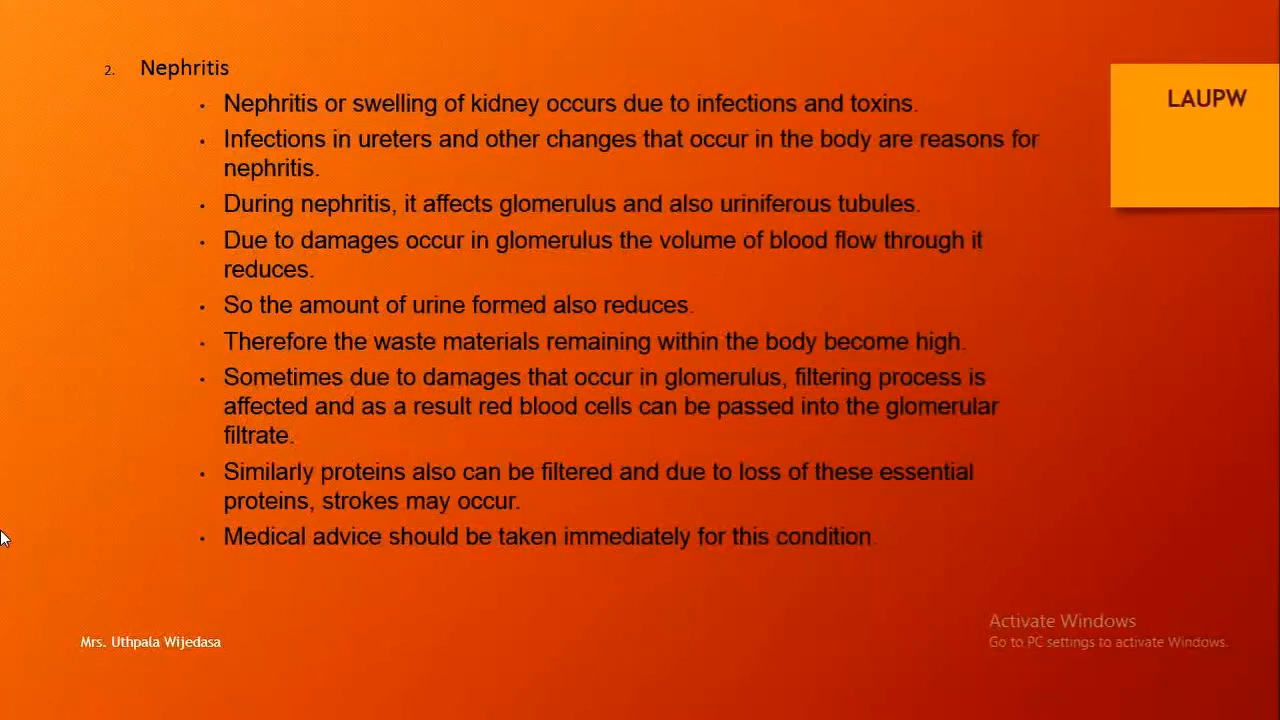 2. Nephritis
• Nephritis or swelling of kidney occurs due to infections and toxins.
LAUPW
• Infections in ureters and other changes that occur in the body are reasons for
nephritis.
• During nephritis, it affects glomerulus and also uriniferous tubules.
• Due to damages occur in glomerulus the volume of blood flow through it
reduces.
• So the amount of urine formed also reduces.
• Therefore the waste materials remaining within the body become high.
• Sometimes due to damages that occur in glomerulus, filtering process is
affected and as a result red blood cells can be passed into the glomerular
filtrate.
• Similarly proteins also can be filtered and due to loss of these essential
proteins, strokes may occur.
• Medical advice should be taken immediately for this condition.
Activate Windows
Go to PC settings to activate Windows.
Mrs. Uthpala Wijedasa